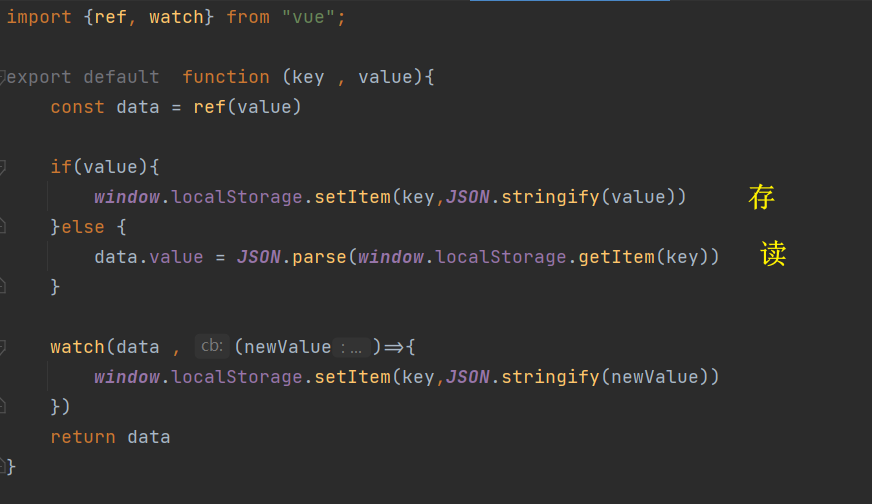 import {ref, watch} from "vue";
export default  function (key , value){
    const data = ref(value)
    if(value){
        window.localStorage.setItem(key,JSON.stringify(value))    存
    }else {
        data.value = JSON.parse(window.localStorage.getItem(key))    读
    }
    watch(data , cb: (newValue : ... )=>{
        window.localStorage.setItem(key,JSON.stringify(newValue))
    })
    return data
}